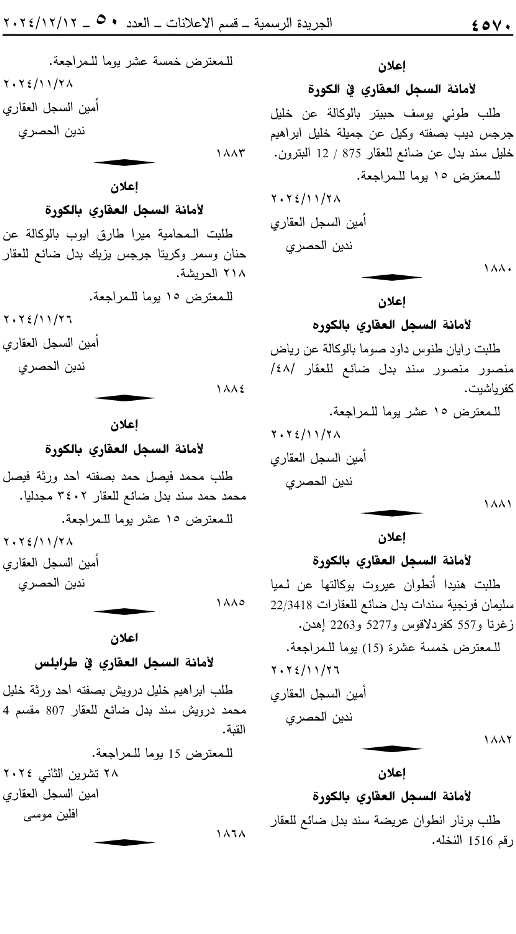 ٤٥٧٠ الجريدة الرسمية ــ قسم الاعلانات ــ العدد ٥٠ ــ ٢٠٢٤/١٢/١٢
إعلان
لأمانة السجل العقاري في الكورة
طلب طوني يوسف حبيتر بالوكالة عن خليل
جرجس ديب بصفته وكيل عن جميلة خليل ابراهيم
خليل سند بدل عن ضائع للعقار 875 / 12 البترون.
للمعترض ١٥ يوما للمراجعة.
٢٠٢٤/١١/٢٨
أمين السجل العقاري
ندين الحصري
١٨٨٠
إعلان
لأمانة السجل العقاري بالكوره
طلبت رايان طنوس داود صوما بالوكالة عن رياض
منصور منصور سند بدل ضائع للعقار /٤٨/
كفرياشيت.
للمعترض ١٥ عشر يوما للمراجعة.
٢٠٢٤/١١/٢٨
أمين السجل العقاري
ندين الحصري
١٨٨١
إعلان
لأمانة السجل العقاري بالكورة
طلبت هنيدا أنطوان عيروت بوكالتها عن لميا
سليمان فرنجية سندات بدل ضائع للعقارات 22/3418
زغرتا و557 كفردلاقوس و5277 و2263 إهدن.
للمعترض خمسة عشرة (15) يوما للمراجعة.
٢٠٢٤/١١/٢٦
أمين السجل العقاري
ندين الحصري
١٨٨٢
إعلان
لأمانة السجل العقاري بالكورة
طلب برنار انطوان عريضة سند بدل ضائع للعقار
رقم 1516 النخله.
للمعترض خمسة عشر يوما للمراجعة.
٢٠٢٤/١١/٢٨
أمين السجل العقاري
ندين الحصري
١٨٨٣
إعلان
لأمانة السجل العقاري بالكورة
طلبت المحامية ميرا طارق ايوب بالوكالة عن
حنان وسمر وكريتا جرجس يزبك بدل ضائع للعقار
٢١٨ الحريشة.
للمعترض ١٥ يوما للمراجعة.
٢٠٢٤/١١/٢٦
أمين السجل العقاري
ندين الحصري
١٨٨٤
إعلان
لأمانة السجل العقاري بالكورة
طلب محمد فيصل حمد بصفته احد ورثة فيصل
محمد حمد سند بدل ضائع للعقار ٣٤٠٢ مجدليا.
للمعترض ١٥ عشر يوما للمراجعة.
٢٠٢٤/١١/٢٨
أمين السجل العقاري
ندين الحصري
١٨٨٥
اعلان
لأمانة السجل العقاري في طرابلس
طلب ابراهيم خليل درويش بصفته احد ورثة خليل
محمد درويش سند بدل ضائع للعقار 807 مقسم 4
القبة.
للمعترض 15 يوما للمراجعة.
٢٨ تشرين الثاني ٢٠٢٤
أمين السجل العقاري
افلين موسى
١٨٦٨